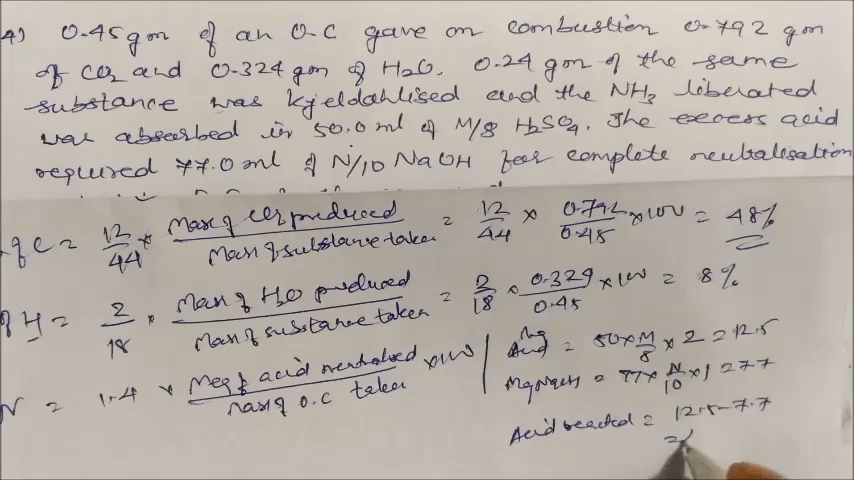 4) 0.45 gm of an O.C gave on combustion 0.792 gm
of CO2 and 0.324 gm of H2O. 0.24 gm of the same
substance was kjeldahlised and the NH3 liberated
was absorbed in 50.0 ml of M/8 H2SO4. The excess acid
required 77.0 ml of N/10 NaOH for complete neutralisation
of C = 12/44 × Mass of CO2 produced/Mass of substance taken = 12/44 × 0.792/0.45 × 100 = 48%
of H = 2/18 × Mass of H2O produced/Mass of substance taken = 2/18 × 0.324/0.45 × 100 = 8%
N = 1.4 × Meq of acid neutralised/Mass of O.C taken × 100
Meq Acid = 50 × M/8 × 2 = 12.5
Meq NaOH = 77 × N/10 × 1 = 7.7
Acid reacted = 12.5 - 7.7
=